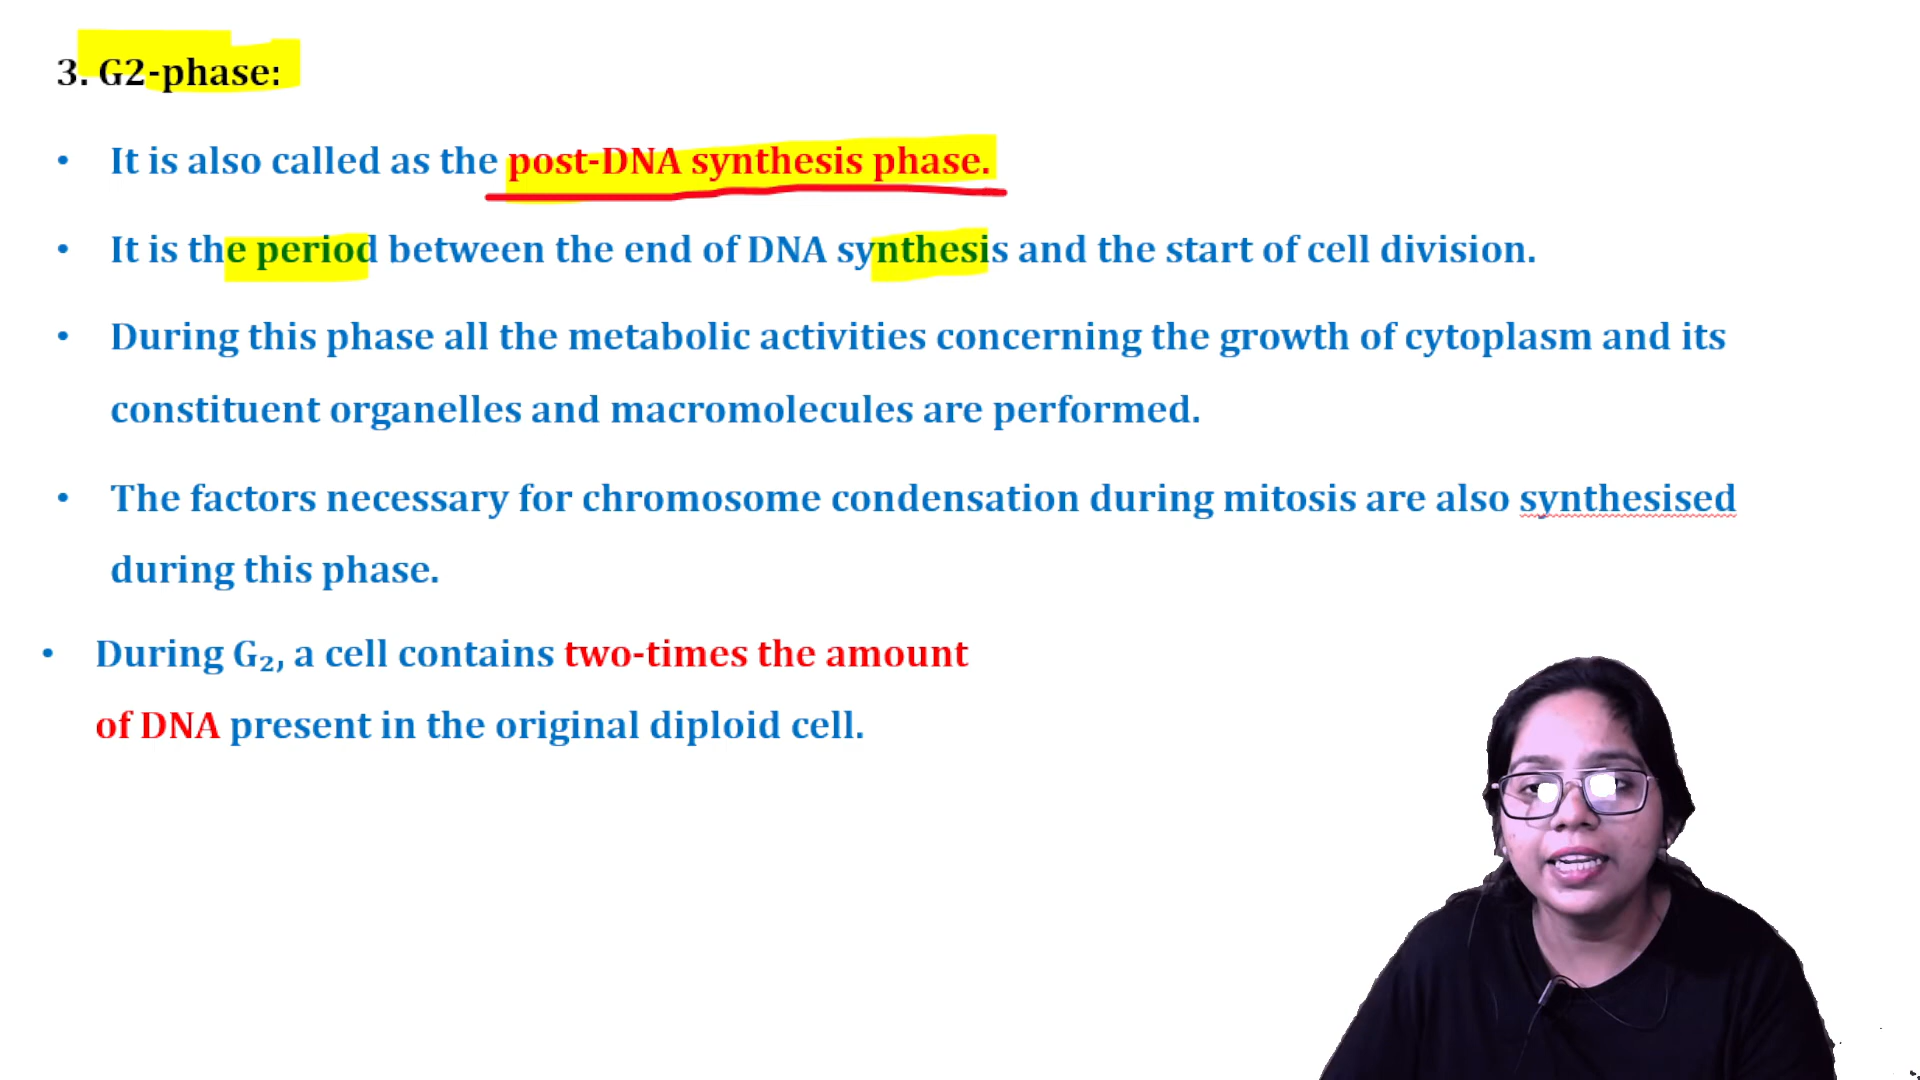 3. G2-phase:
• It is also called as the post-DNA synthesis phase.
• It is the period between the end of DNA synthesis and the start of cell division.
• During this phase all the metabolic activities concerning the growth of cytoplasm and its
constituent organelles and macromolecules are performed.
• The factors necessary for chromosome condensation during mitosis are also synthesised
during this phase.
• During G₂, a cell contains two-times the amount
of DNA present in the original diploid cell.